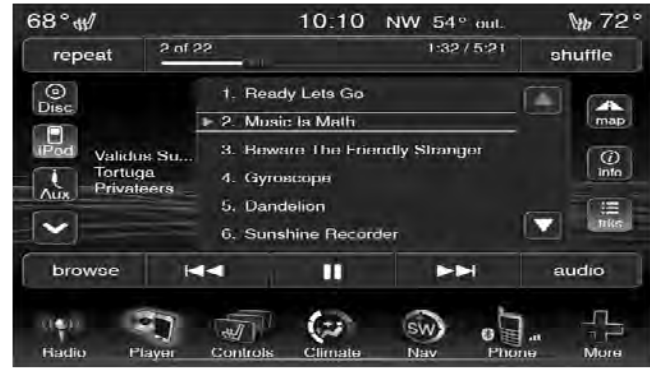 68° 10:10 NW 54° out. 72°
repeat 2 of 22 1:32 / 5:21 shuffle
Disc
iPod
Aux
Validus Su...
Tortuga
Privateers
1. Ready Lets Go
2. Music Is Math
3. Beware The Friendly Stranger
4. Gyroscope
5. Dandelion
6. Sunshine Recorder
map
info
trks
browse audio
SW
Radio Player Controls Climate Nav Phone More